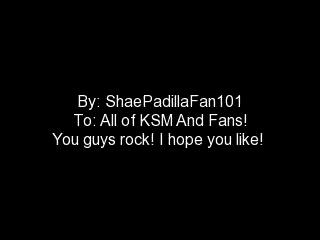 By: ShaePadillaFan101
To: All of KSM And Fans!
You guys rock! I hope you like!